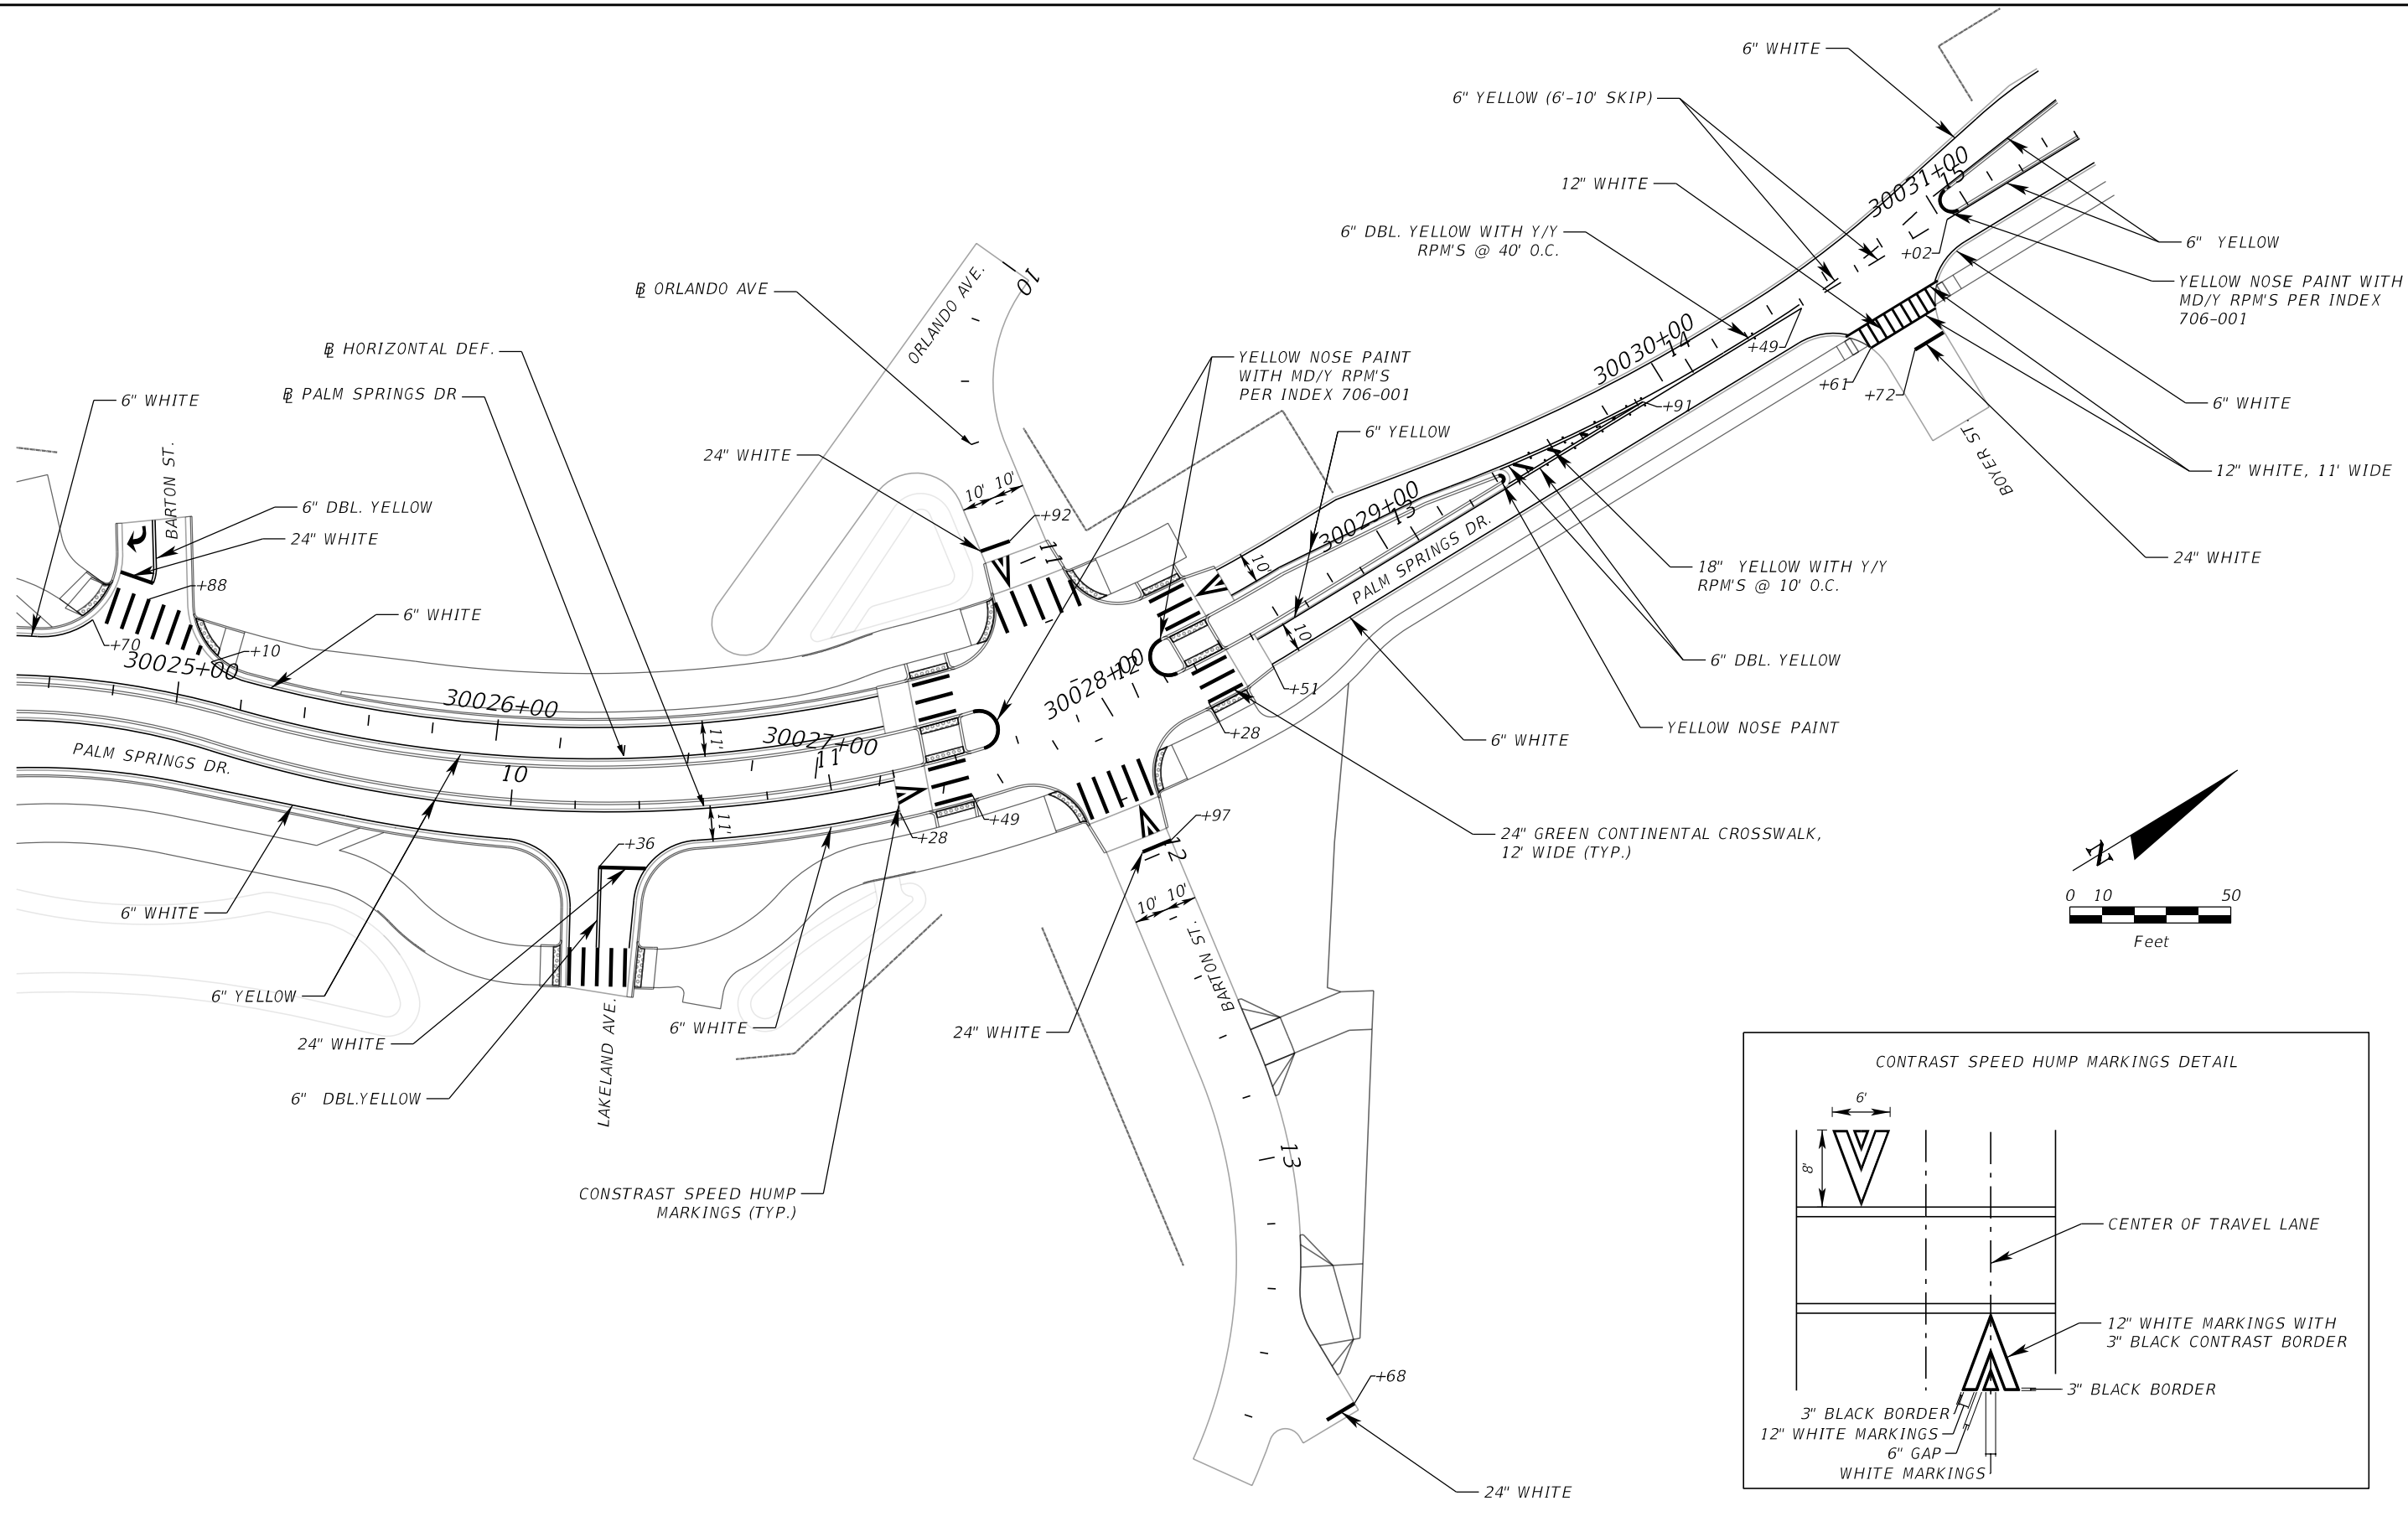 6" WHITE
6" YELLOW (6'-10' SKIP)
12" WHITE
6" DBL. YELLOW WITH Y/Y
RPM'S @ 40' O.C.
30031+00
15
+02
6" YELLOW
YELLOW NOSE PAINT WITH
MD/Y RPM'S PER INDEX
706-001
ORLANDO AVE.
10
℄ ORLANDO AVE
℄ HORIZONTAL DEF.
℄ PALM SPRINGS DR
6" WHITE
YELLOW NOSE PAINT
WITH MD/Y RPM'S
PER INDEX 706-001
30030+00
14
+49
+61
+72
+91
6" WHITE
6" YELLOW
24" WHITE
BARTON ST.
BOYER ST
12" WHITE, 11' WIDE
6" DBL. YELLOW
24" WHITE
10'
10'
+92
11
30029+00
13
PALM SPRINGS DR.
24" WHITE
18" YELLOW WITH Y/Y
RPM'S @ 10' O.C.
+88
6" WHITE
10'
10'
+70
+10
30025+00
30028+00
12
6" DBL. YELLOW
+51
30026+00
11'
30027+00
11
+28
YELLOW NOSE PAINT
6" WHITE
PALM SPRINGS DR.
10
11'
+28
+49
+97
12
24" GREEN CONTINENTAL CROSSWALK,
12' WIDE (TYP.)
+36
N
0 10 50
Feet
6" WHITE
10'
10'
6" YELLOW
BARTON ST.
24" WHITE
6" WHITE
24" WHITE
LAKELAND AVE.
6" DBL.YELLOW
13
CONSTRAST SPEED HUMP
MARKINGS (TYP.)
+68
24" WHITE
CONTRAST SPEED HUMP MARKINGS DETAIL
6'
8'
CENTER OF TRAVEL LANE
12" WHITE MARKINGS WITH
3" BLACK CONTRAST BORDER
3" BLACK BORDER
3" BLACK BORDER
12" WHITE MARKINGS
6" GAP
WHITE MARKINGS